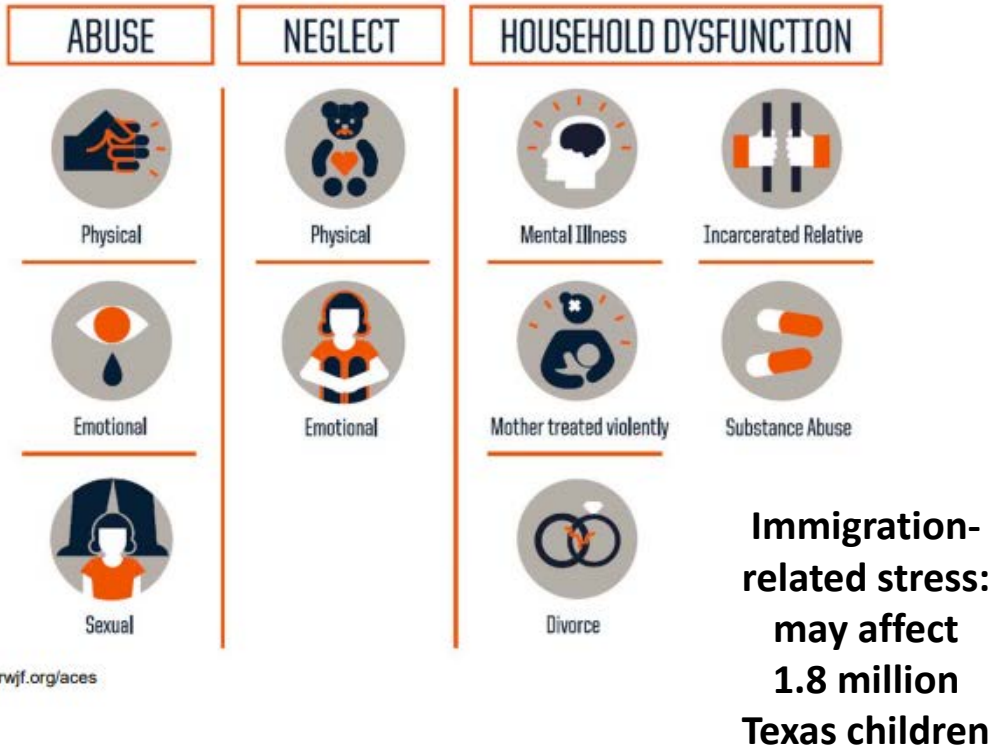 ABUSE
NEGLECT
HOUSEHOLD DYSFUNCTION
Physical
Physical
Mental Illness
Incarcerated Relative
Emotional
Emotional
Mother treated violently
Substance Abuse
Sexual
Divorce
Immigration-
related stress:
may affect
1.8 million
Texas children
rwjf.org/aces